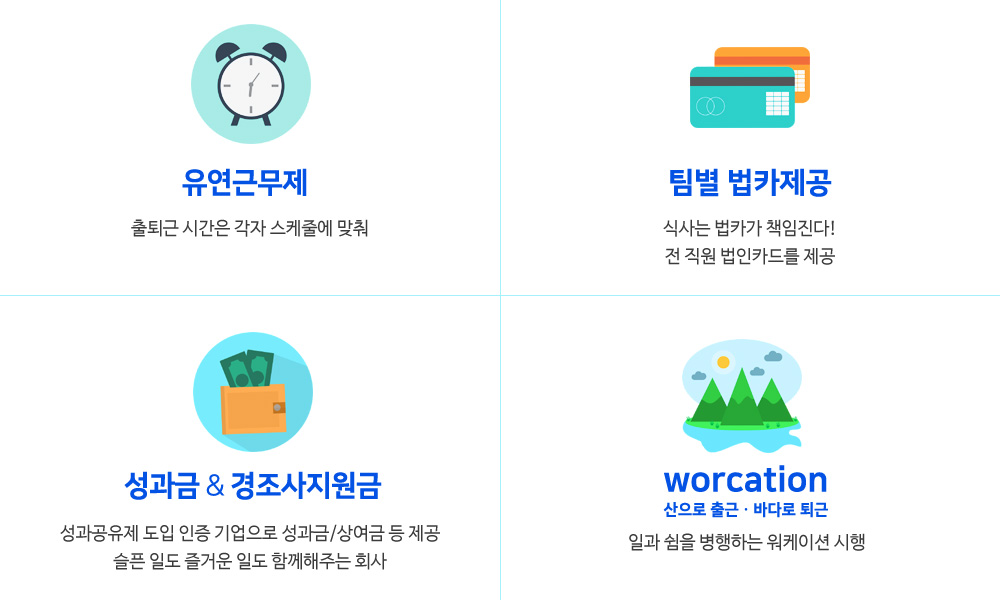 유연근무제
출퇴근 시간은 각자 스케줄에 맞춰
팀별 법카제공
식사는 법카가 책임진다!
전 직원 법인카드를 제공
성과금 & 경조사지원금
성과공유제 도입 인증 기업으로 성과금/상여금 등 제공
슬픈 일도 즐거운 일도 함께해주는 회사
worcation
산으로 출근 · 바다로 퇴근
일과 쉼을 병행하는 워케이션 시행